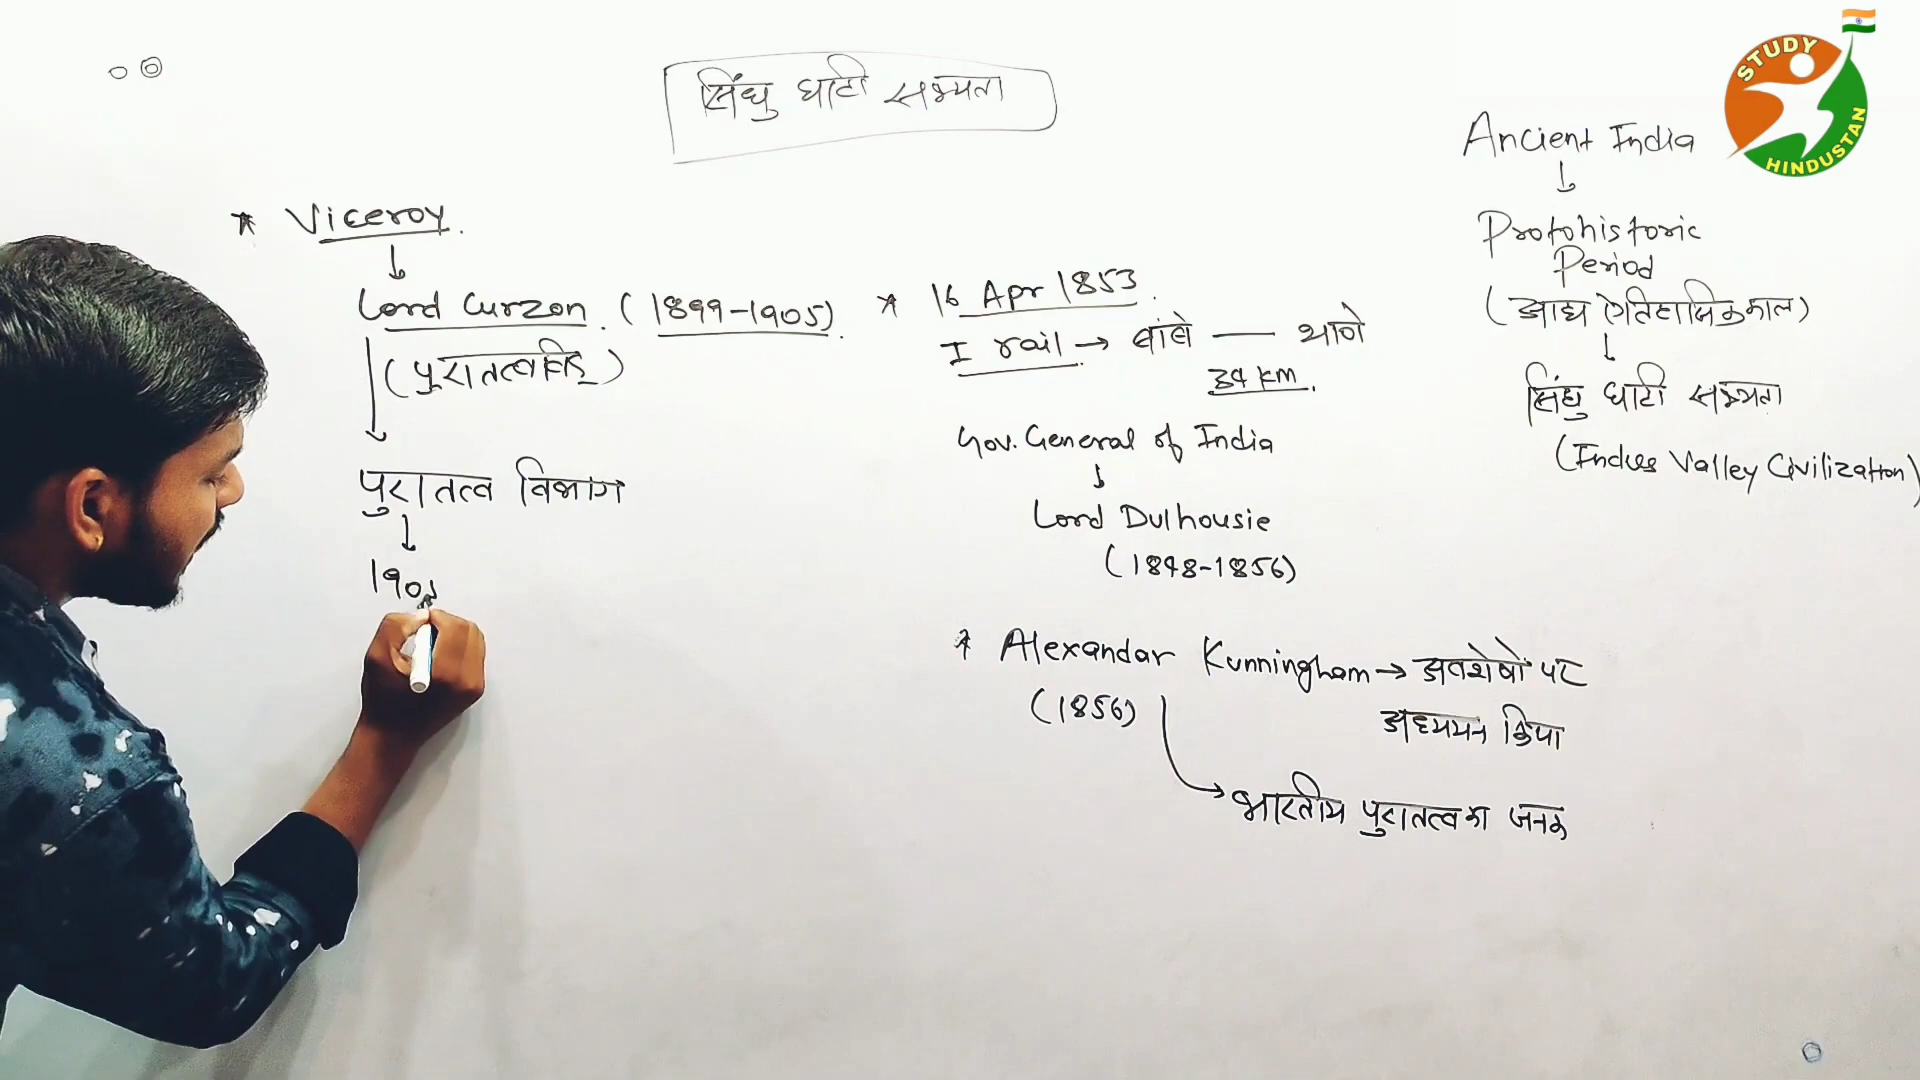 सिंधु घाटी सभ्यता
STUDY
HINDUSTAN
* Viceroy.
Lord Curzon. (1899-1905).
(पुरातत्वविद्)
पुरातत्व विभाग
190
* 16 Apr 1853.
I rail → बांबे — थाणे
34 km.
Gov. General of India
Lord Dulhousie
(1848-1856)
* Alexandar Kunningham → अवशेषों पर
(1856)
अध्ययन किया
भारतीय पुरातत्व का जनक
Ancient India
Protohistoric
Period
(आद्य ऐतिहासिक काल)
सिंधु घाटी सभ्यता
(Indus Valley Civilization)